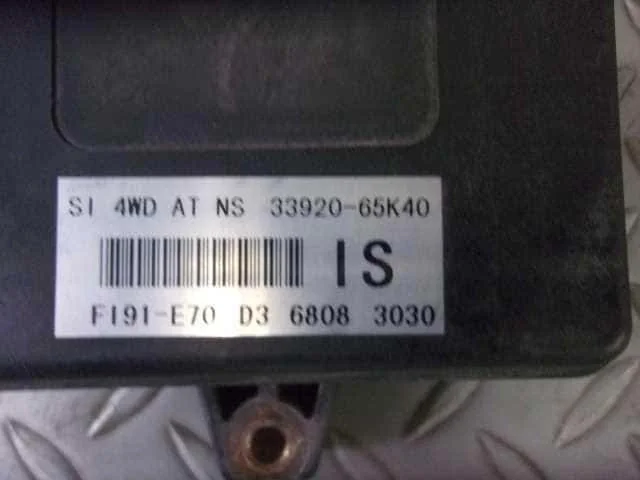 SI 4WD AT NS 33920-65K40
IS
F191-E70 D3 6808 3030